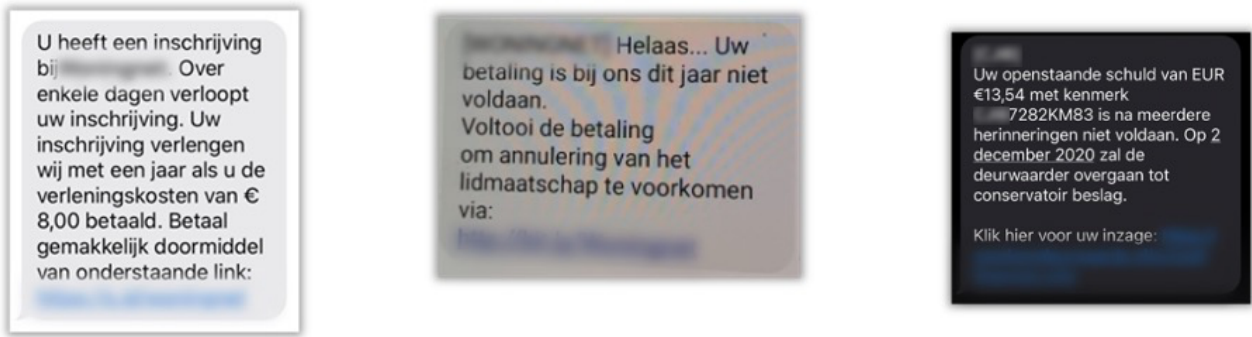 U heeft een inschrijving
bij Over
enkele dagen verloopt
uw inschrijving. Uw
inschrijving verlengen
wij met een jaar als u de
verleningskosten van €
8,00 betaald. Betaal
gemakkelijk doormiddel
van onderstaande link:
Helaas... Uw
betaling is bij ons dit jaar niet
voldaan.
Voltooi de betaling
om annulering van het
lidmaatschap te voorkomen
via:
Uw openstaande schuld van EUR
€13,54 met kenmerk
7282KM83 is na meerdere
herinneringen niet voldaan. Op 2
december 2020 zal de
deurwaarder overgaan tot
conservatoir beslag.
Klik hier voor uw inzage: